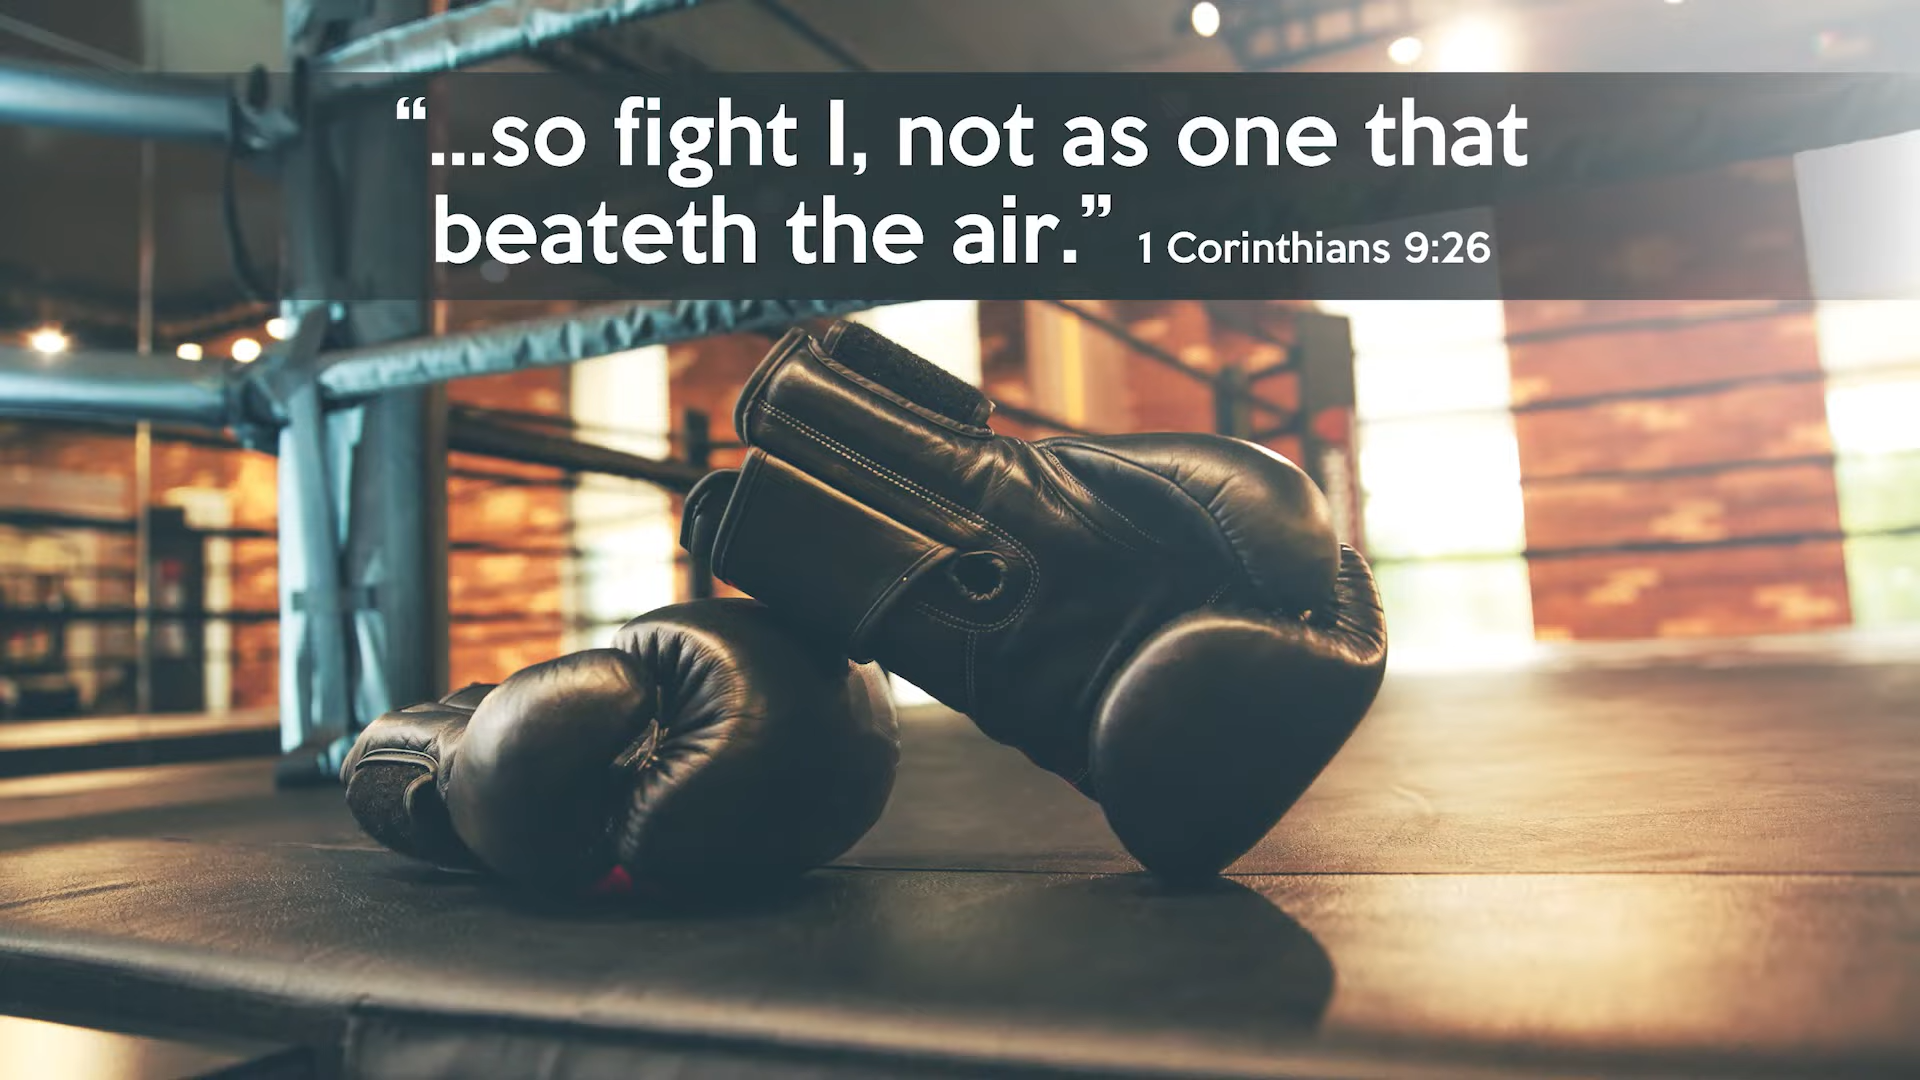 “...so fight I, not as one that
beateth the air.” 1 Corinthians 9:26